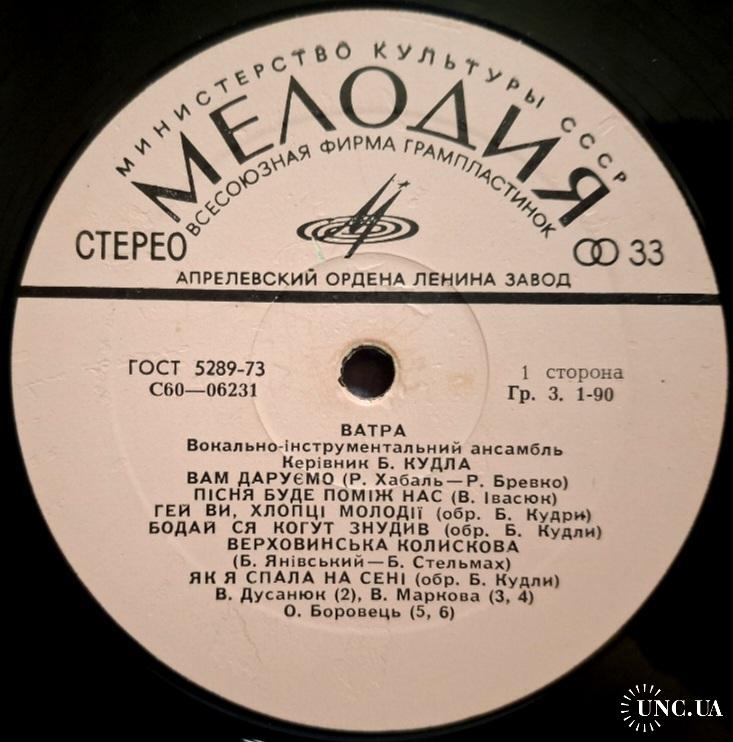 МИНИСТЕРСТВО КУЛЬТУРЫ СССР
МЕЛОДИЯ
ВСЕСОЮЗНАЯ ФИРМА ГРАМПЛАСТИНОК
СТЕРЕО
33
АПРЕЛЕВСКИЙ ОРДЕНА ЛЕНИНА ЗАВОД
ГОСТ 5289-73
С60—06231
1 сторона
Гр. 3. 1-90
ВАТРА
Вокально-інструментальний ансамбль
Керівник Б. КУДЛА
ВАМ ДАРУЄМО (Р. Хабаль—Р. Бревко)
ПІСНЯ БУДЕ ПОМІЖ НАС (В. Івасюк)
ГЕЙ ВИ, ХЛОПЦІ МОЛОДІЇ (обр. Б. Кудри)
БОДАЙ СЯ КОГУТ ЗНУДИВ (обр. Б. Кудли)
ВЕРХОВИНСЬКА КОЛИСКОВА
(Б. Янівський—Б. Стельмах)
ЯК Я СПАЛА НА СЕНІ (обр. Б. Кудли)
В. Дусанюк (2), В. Маркова (3, 4)
О. Боровець (5, 6)
UNC.UA